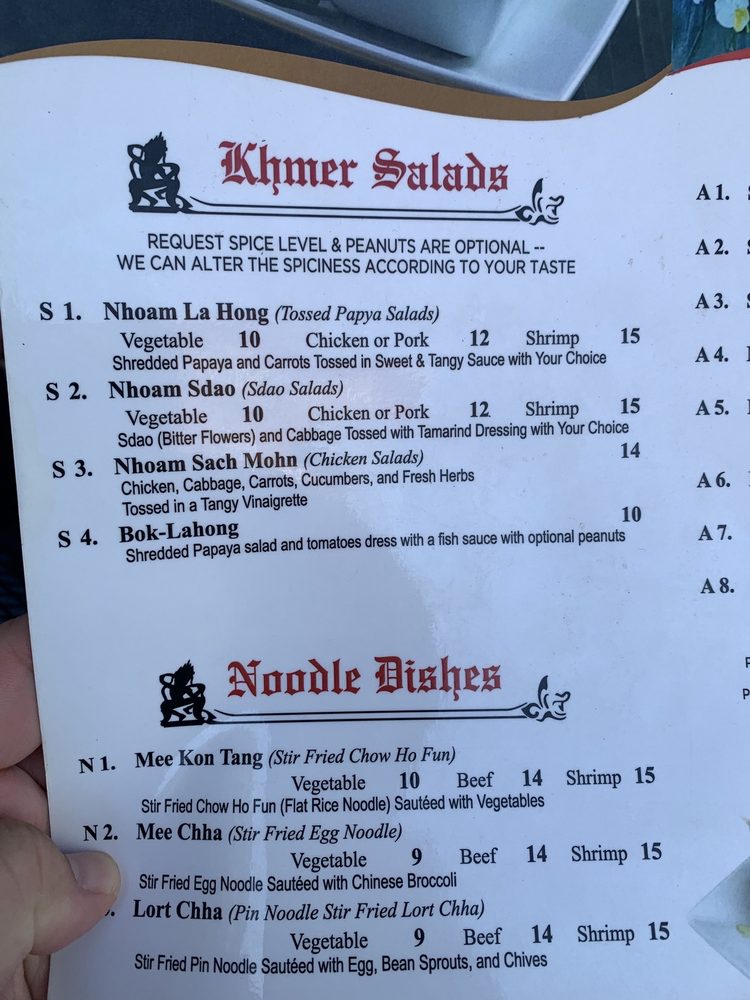 Khmer Salads
REQUEST SPICE LEVEL & PEANUTS ARE OPTIONAL --
WE CAN ALTER THE SPICINESS ACCORDING TO YOUR TASTE
S 1. Nhoam La Hong (Tossed Papya Salads)
Vegetable 10 Chicken or Pork 12 Shrimp 15
Shredded Papaya and Carrots Tossed in Sweet & Tangy Sauce with Your Choice
S 2. Nhoam Sdao (Sdao Salads)
Vegetable 10 Chicken or Pork 12 Shrimp 15
Sdao (Bitter Flowers) and Cabbage Tossed with Tamarind Dressing with Your Choice
S 3. Nhoam Sach Mohn (Chicken Salads) 14
Chicken, Cabbage, Carrots, Cucumbers, and Fresh Herbs
Tossed in a Tangy Vinaigrette
S 4. Bok-Lahong 10
Shredded Papaya salad and tomatoes dress with a fish sauce with optional peanuts
Noodle Dishes
N 1. Mee Kon Tang (Stir Fried Chow Ho Fun)
Vegetable 10 Beef 14 Shrimp 15
Stir Fried Chow Ho Fun (Flat Rice Noodle) Sautéed with Vegetables
N 2. Mee Chha (Stir Fried Egg Noodle)
Vegetable 9 Beef 14 Shrimp 15
Stir Fried Egg Noodle Sautéed with Chinese Broccoli
Lort Chha (Pin Noodle Stir Fried Lort Chha)
Vegetable 9 Beef 14 Shrimp 15
Stir Fried Pin Noodle Sautéed with Egg, Bean Sprouts, and Chives
A 1.
A 2.
A 3.
A 4.
A 5.
A 6.
A 7.
A 8.